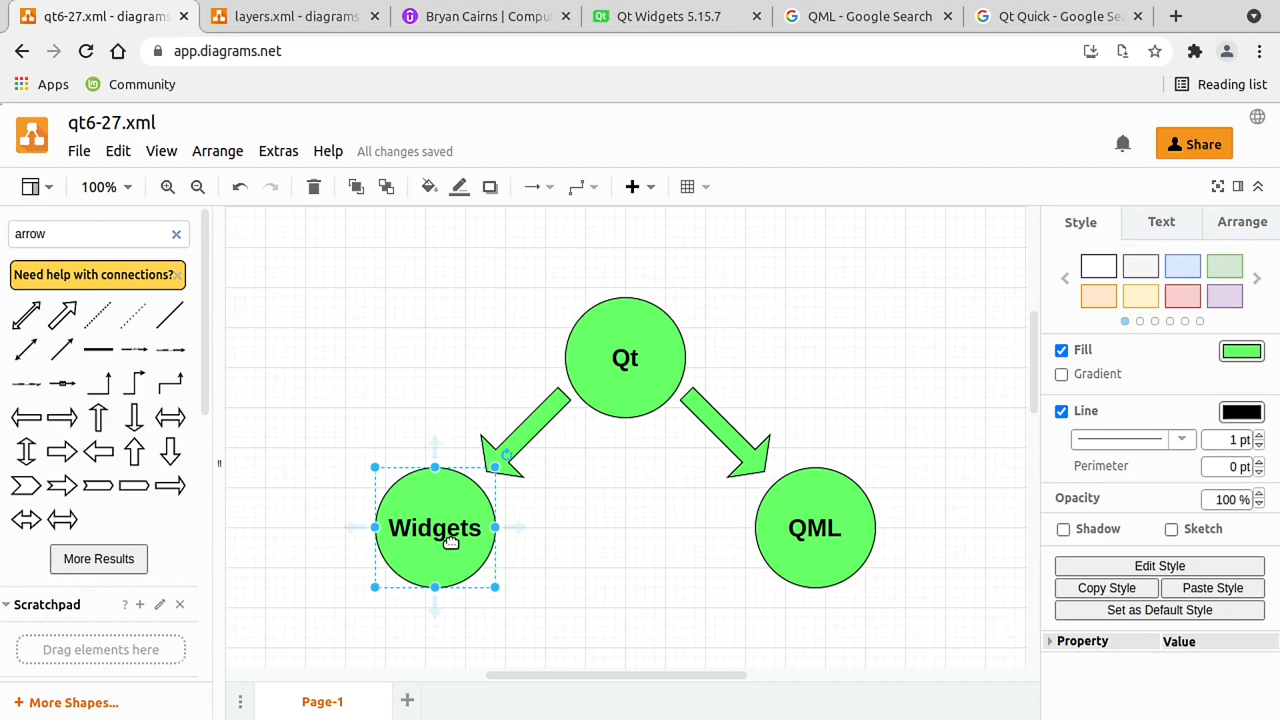 qt6-27.xml - diagrams
layers.xml - diagrams
Bryan Cairns | Compu
Qt Widgets 5.15.7
QML - Google Search
Qt Quick - Google Se
app.diagrams.net
Apps
Community
Reading list
qt6-27.xml
File Edit View Arrange Extras Help All changes saved
Share
100%
arrow
Need help with connections?
More Results
Scratchpad
?
Drag elements here
+ More Shapes...
Qt
Widgets
QML
Page-1
Style Text Arrange
Fill
Gradient
Line
1 pt
Perimeter 0 pt
Opacity 100 %
Shadow Sketch
Edit Style
Copy Style Paste Style
Set as Default Style
Property Value